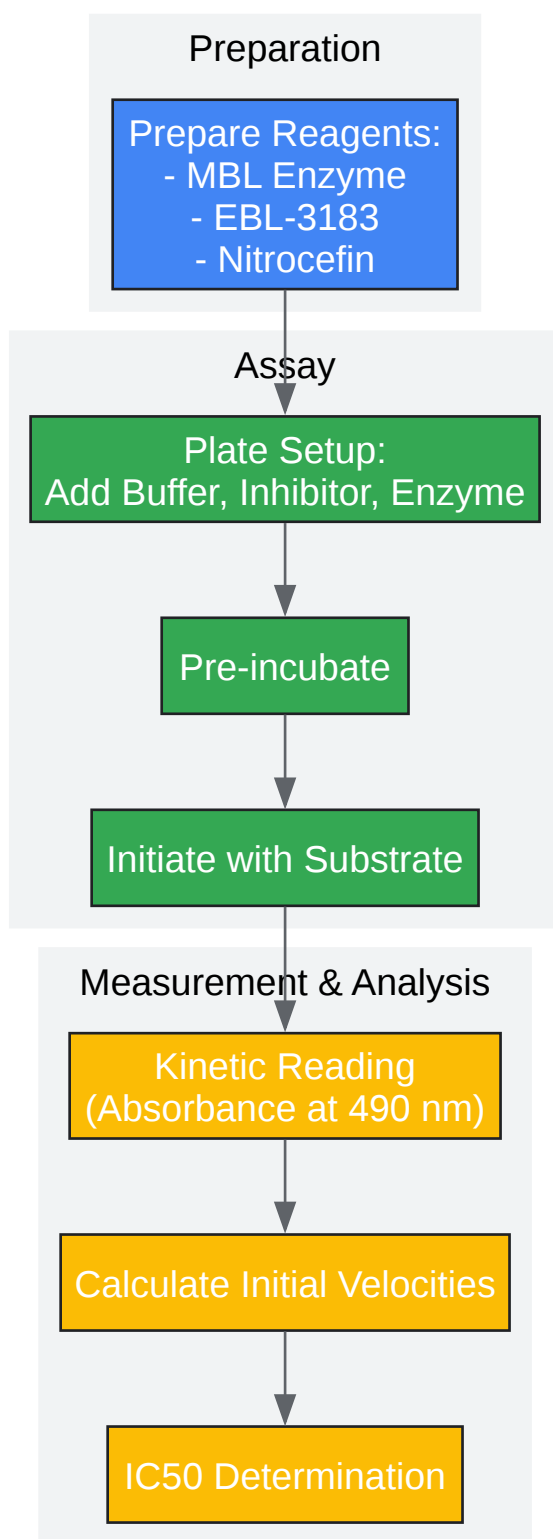 Preparation
Prepare Reagents:
- MBL Enzyme
- EBL-3183
- Nitrocefin
Assay
Plate Setup:
Add Buffer, Inhibitor, Enzyme
Pre-incubate
Initiate with Substrate
Measurement & Analysis
Kinetic Reading
(Absorbance at 490 nm)
Calculate Initial Velocities
IC50 Determination